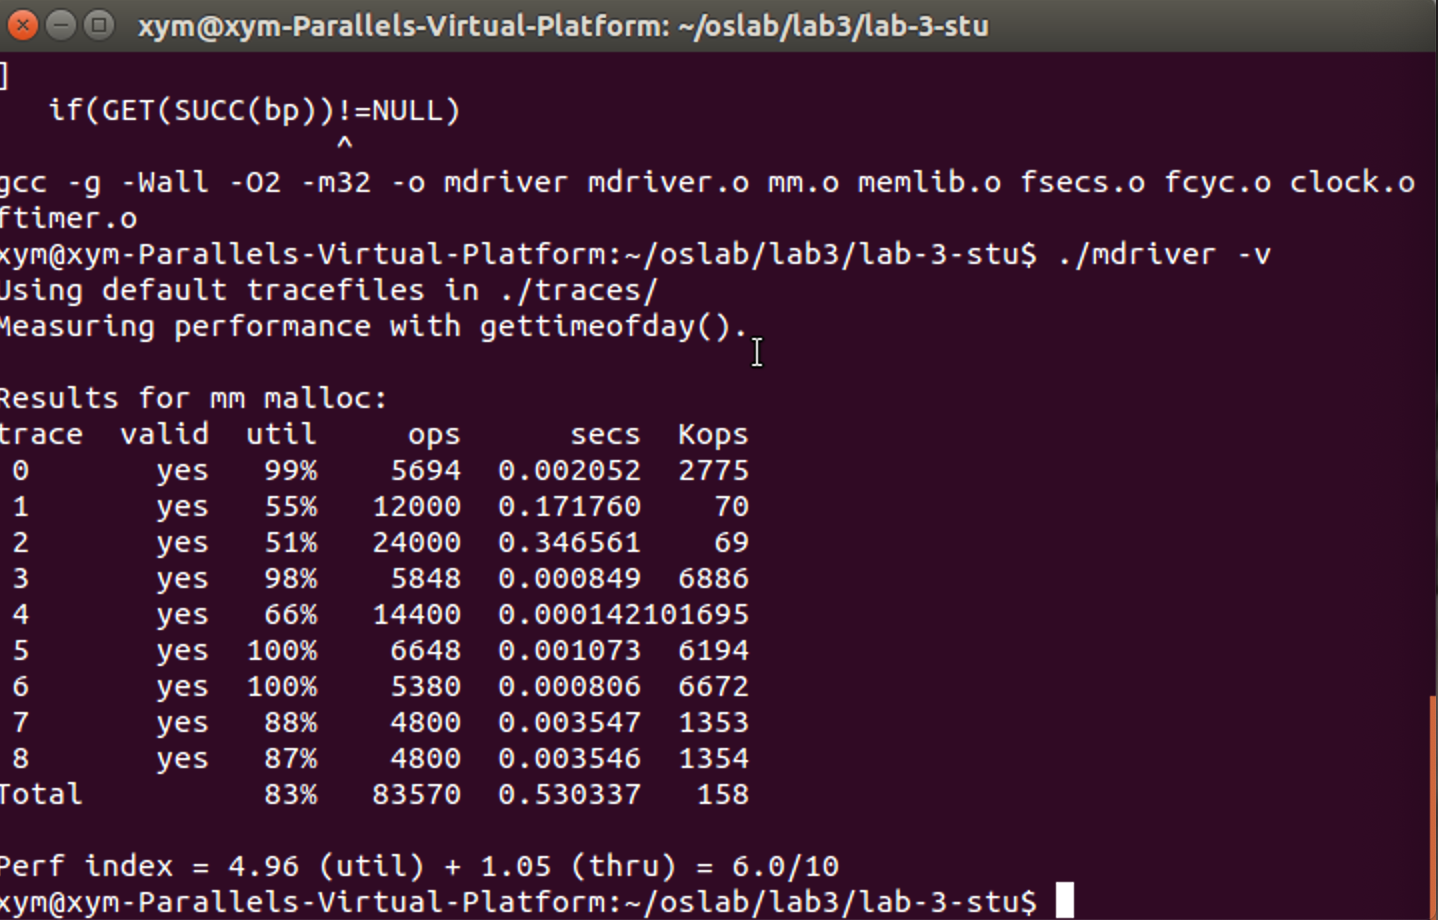 xym@xym-Parallels-Virtual-Platform: ~/oslab/lab3/lab-3-stu
]
if(GET(SUCC(bp))!=NULL)
^
gcc -g -Wall -O2 -m32 -o mdriver mdriver.o mm.o memlib.o fsecs.o fcyc.o clock.o
ftimer.o
xym@xym-Parallels-Virtual-Platform:~/oslab/lab3/lab-3-stu$ ./mdriver -v
Using default tracefiles in ./traces/
Measuring performance with gettimeofday().
Results for mm malloc:
trace  valid  util     ops      secs  Kops
0       yes   99%    5694  0.002052  2775
1       yes   55%   12000  0.171760    70
2       yes   51%   24000  0.346561    69
3       yes   98%    5848  0.000849  6886
4       yes   66%   14400  0.000142101695
5       yes  100%    6648  0.001073  6194
6       yes  100%    5380  0.000806  6672
7       yes   88%    4800  0.003547  1353
8       yes   87%    4800  0.003546  1354
Total          83%   83570  0.530337   158
Perf index = 4.96 (util) + 1.05 (thru) = 6.0/10
xym@xym-Parallels-Virtual-Platform:~/oslab/lab3/lab-3-stu$